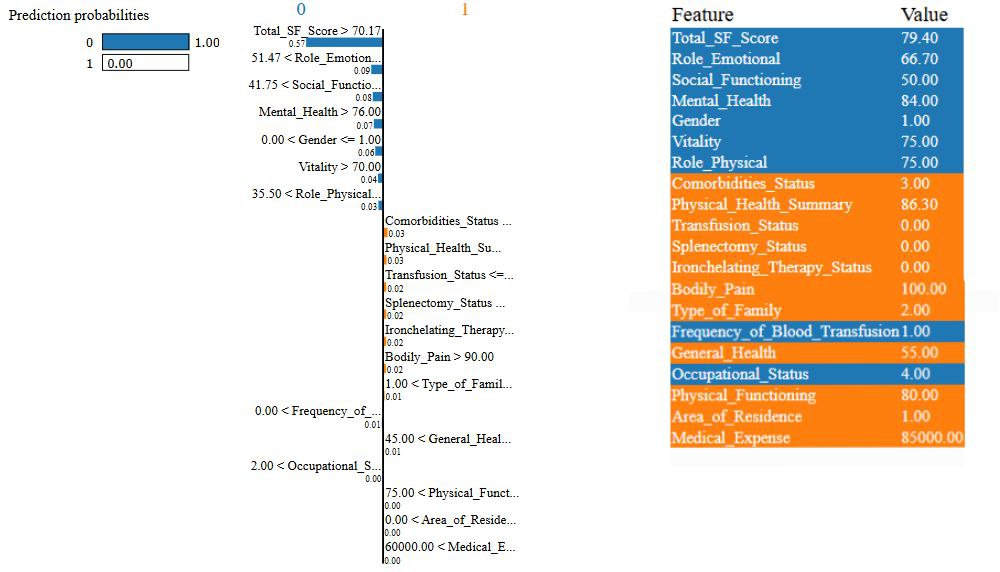 Prediction probabilities
0 1.00
1 0.00
0 1
Total_SF_Score > 70.17
0.57
51.47 < Role_Emotion...
0.09
41.75 < Social_Functio...
0.08
Mental_Health > 76.00
0.07
0.00 < Gender <= 1.00
0.06
Vitality > 70.00
0.04
35.50 < Role_Physical...
0.03
Comorbidities_Status ...
0.03
Physical_Health_Su...
0.03
Transfusion_Status <=...
0.02
Splenectomy_Status ...
0.02
Ironchelating_Therapy...
0.02
Bodily_Pain > 90.00
0.02
1.00 < Type_of_Famil...
0.01
0.00 < Frequency_of_...
0.01
45.00 < General_Heal...
0.01
2.00 < Occupational_S...
0.00
75.00 < Physical_Funct...
0.00
0.00 < Area_of_Reside...
0.00
60000.00 < Medical_E...
0.00
Feature Value
Total_SF_Score 79.40
Role_Emotional 66.70
Social_Functioning 50.00
Mental_Health 84.00
Gender 1.00
Vitality 75.00
Role_Physical 75.00
Comorbidities_Status 3.00
Physical_Health_Summary 86.30
Transfusion_Status 0.00
Splenectomy_Status 0.00
Ironchelating_Therapy_Status 0.00
Bodily_Pain 100.00
Type_of_Family 2.00
Frequency_of_Blood_Transfusion 1.00
General_Health 55.00
Occupational_Status 4.00
Physical_Functioning 80.00
Area_of_Residence 1.00
Medical_Expense 85000.00